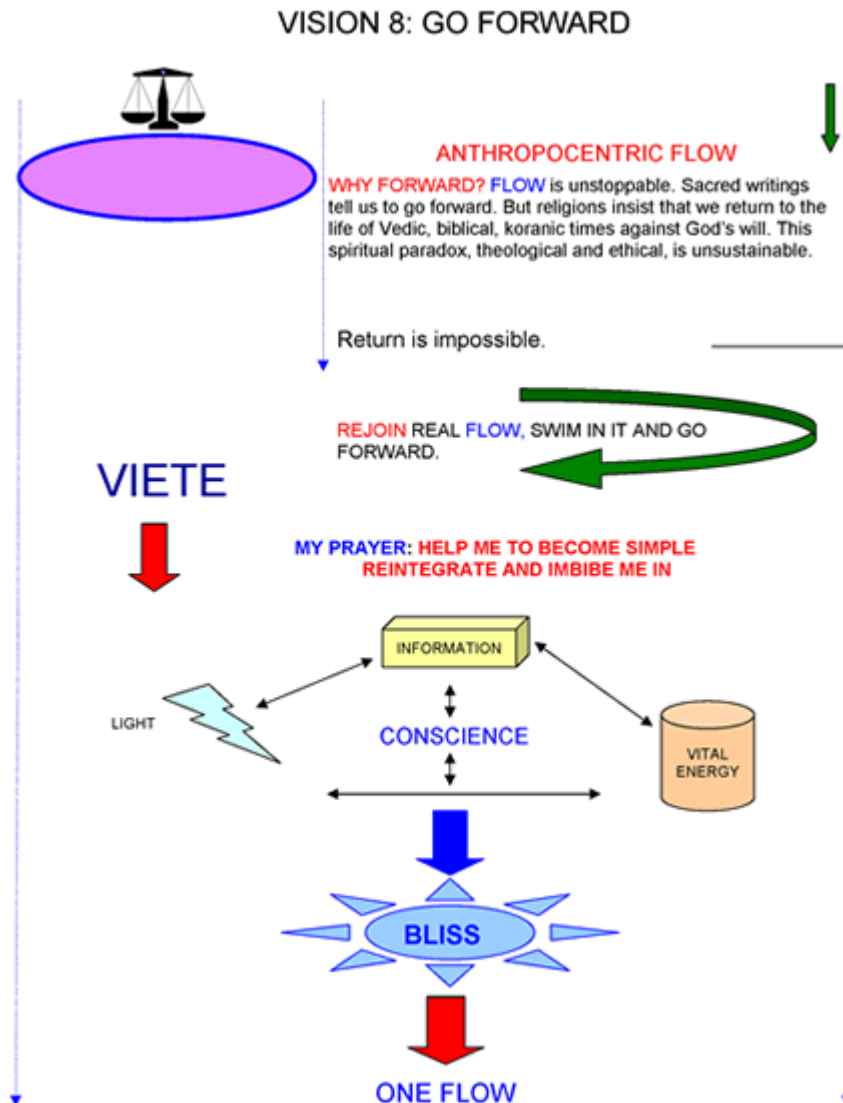 VISION 8: GO FORWARD
ANTHROPOCENTRIC FLOW
WHY FORWARD? FLOW is unstoppable. Sacred writings
tell us to go forward. But religions insist that we return to the
life of Vedic, biblical, koranic times against God's will. This
spiritual paradox, theological and ethical, is unsustainable.
Return is impossible.
REJOIN REAL FLOW, SWIM IN IT AND GO
FORWARD.
VIETE
MY PRAYER: HELP ME TO BECOME SIMPLE
REINTEGRATE AND IMBIBE ME IN
INFORMATION
LIGHT
CONSCIENCE
VITAL
ENERGY
BLISS
ONE FLOW